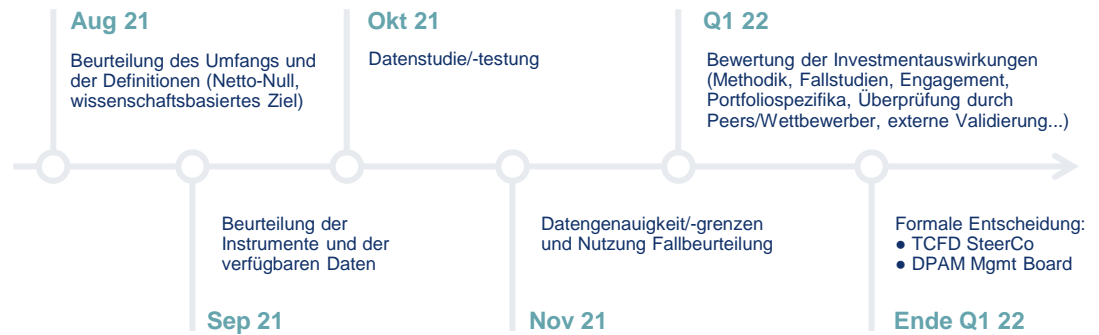 Aug 21
Beurteilung des Umfangs und
der Definitionen (Netto-Null,
wissenschaftsbasiertes Ziel)
Okt 21
Datenstudie/-testung
Q1 22
Bewertung der Investmentauswirkungen
(Methodik, Fallstudien, Engagement,
Portfoliospezifika, Überprüfung durch
Peers/Wettbewerber, externe Validierung...)
Beurteilung der
Instrumente und der
verfügbaren Daten
Sep 21
Datengenauigkeit/-grenzen
und Nutzung Fallbeurteilung
Nov 21
Formale Entscheidung:
● TCFD SteerCo
● DPAM Mgmt Board
Ende Q1 22